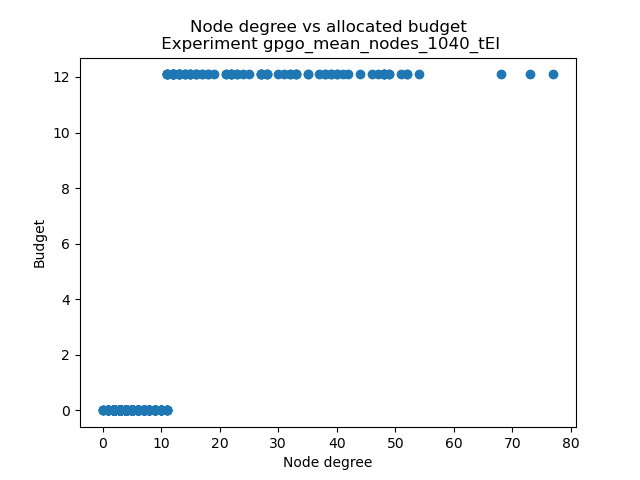 Node degree vs allocated budget
Experiment gpgo_mean_nodes_1040_tEI
12
10
8
6
4
2
0
Budget
0 10 20 30 40 50 60 70 80
Node degree